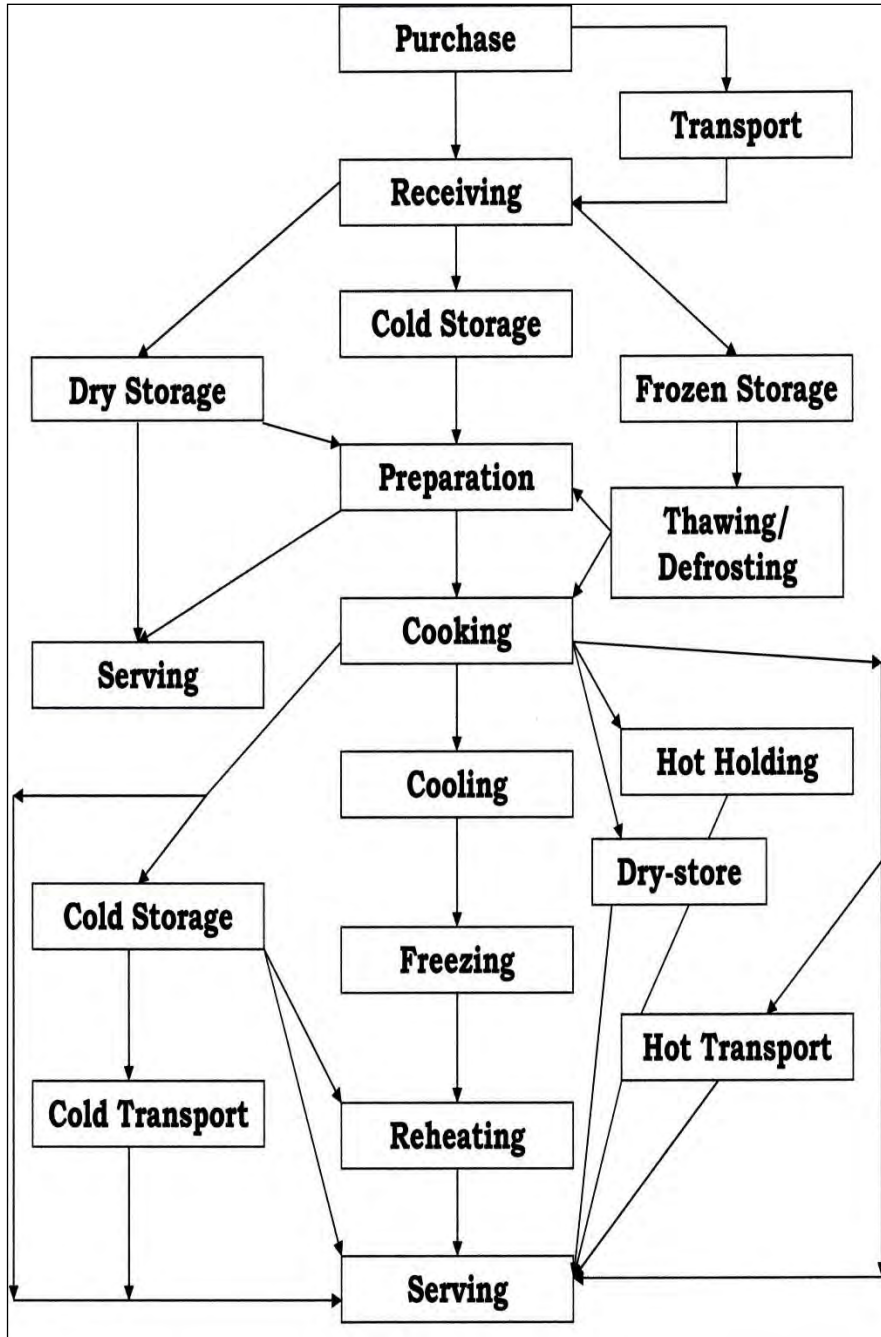 Purchase
Transport
Receiving
Cold Storage
Dry Storage
Frozen Storage
Preparation
Thawing/
Defrosting
Cooking
Serving
Hot Holding
Cooling
Dry-store
Cold Storage
Freezing
Hot Transport
Cold Transport
Reheating
Serving